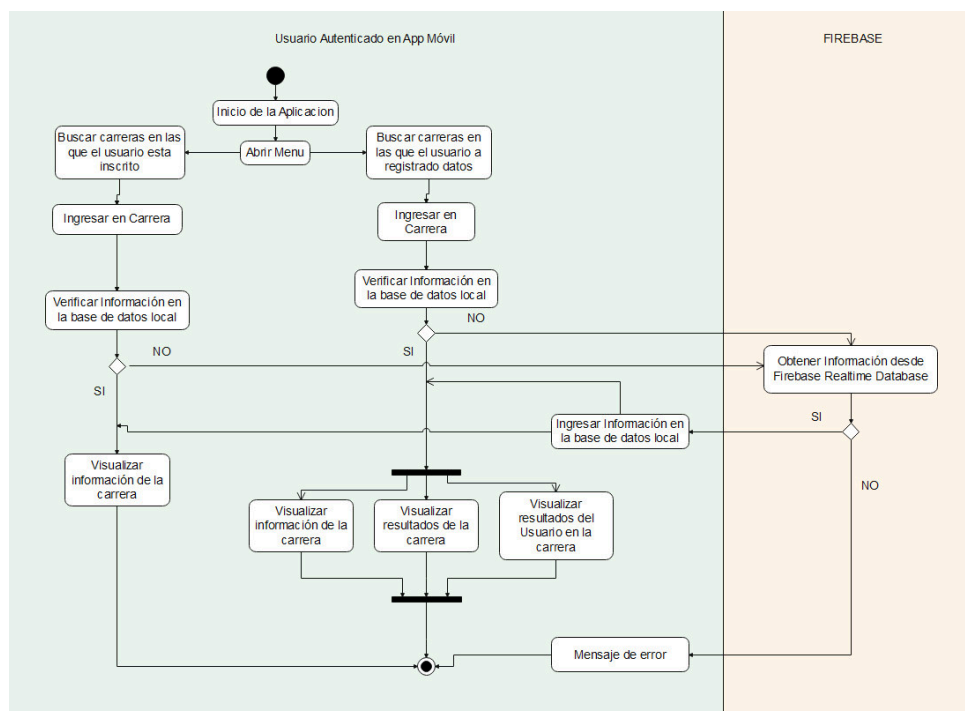 Usuario Autenticado en App Móvil
FIREBASE
Inicio de la Aplicacion
Buscar carreras en las
que el usuario esta
inscrito
Abrir Menu
Buscar carreras en
las que el usuario a
registrado datos
Ingresar en Carrera
Ingresar en
Carrera
Verificar Información en
la base de datos local
Verificar Información en
la base de datos local
NO
SI
NO
SI
Obtener Información desde
Firebase Realtime Database
SI
NO
Ingresar Información en
la base de datos local
Visualizar
información de la
carrera
Visualizar
información de la
carrera
Visualizar
resultados de la
carrera
Visualizar
resultados del
Usuario en la
carrera
Mensaje de error